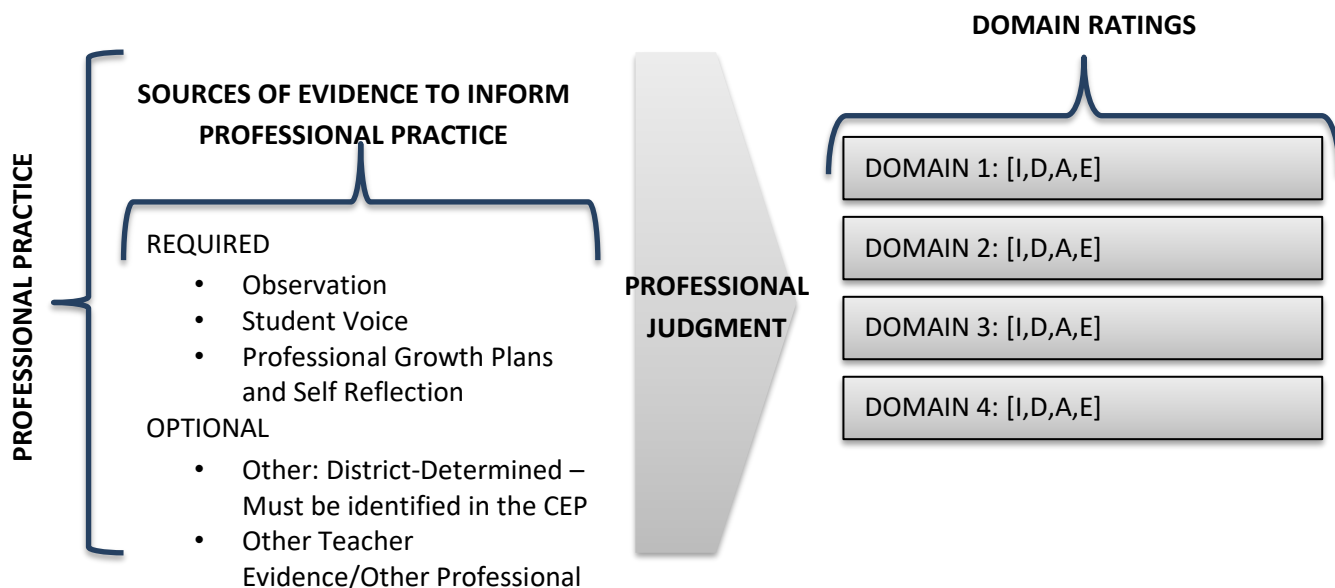 PROFESSIONAL PRACTICE
SOURCES OF EVIDENCE TO INFORM
PROFESSIONAL PRACTICE
REQUIRED
• Observation
• Student Voice
• Professional Growth Plans
and Self Reflection
OPTIONAL
• Other: District-Determined –
Must be identified in the CEP
• Other Teacher
Evidence/Other Professional
PROFESSIONAL
JUDGMENT
DOMAIN RATINGS
DOMAIN 1: [I,D,A,E]
DOMAIN 2: [I,D,A,E]
DOMAIN 3: [I,D,A,E]
DOMAIN 4: [I,D,A,E]